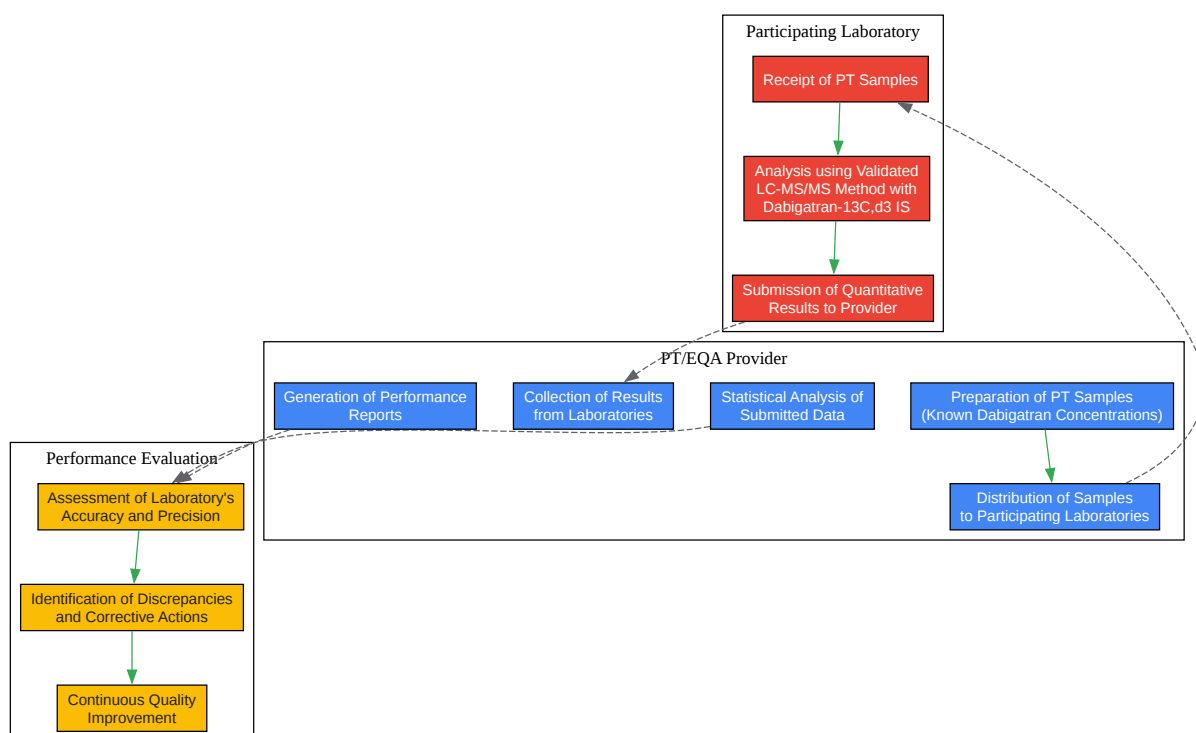 Participating Laboratory
Receipt of PT Samples
Analysis using Validated
LC-MS/MS Method with
Dabigatran-13C,d3 IS
Submission of Quantitative
Results to Provider
PT/EQA Provider
Generation of Performance
Reports
Collection of Results
from Laboratories
Statistical Analysis of
Submitted Data
Preparation of PT Samples
(Known Dabigatran Concentrations)
Distribution of Samples
to Participating Laboratories
Performance Evaluation
Assessment of Laboratory's
Accuracy and Precision
Identification of Discrepancies
and Corrective Actions
Continuous Quality
Improvement